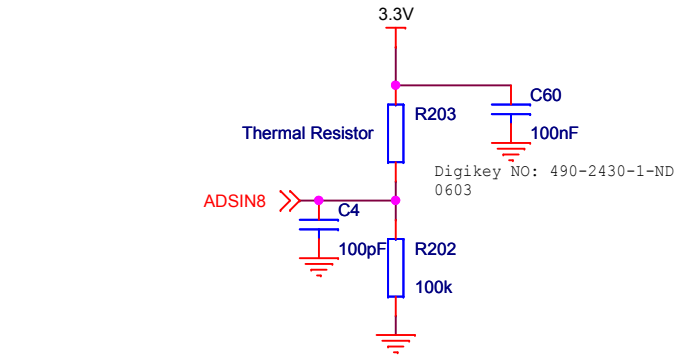 3.3V
C60
R203
Thermal Resistor
100nF
Digikey NO: 490-2430-1-ND
0603
ADSIN8
C4
100pF
R202
100k